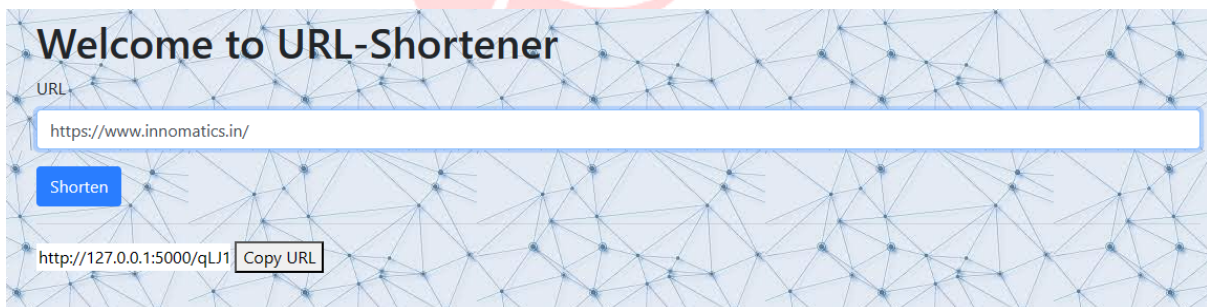 Welcome to URL-Shortener
URL
https://www.innomatics.in/
Shorten
http://127.0.0.1:5000/qLJ1 Copy URL